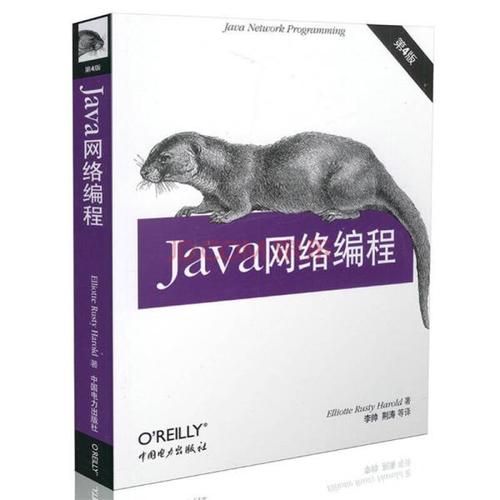 Java Network Programming
第4版
Java网络编程
Elliotte Rusty Harold 著
李帅 荆涛 等译
O'REILLY®
中国电力出版社
第4版
Java网络编程
Elliotte Rusty Harold 著
中国电力出版社